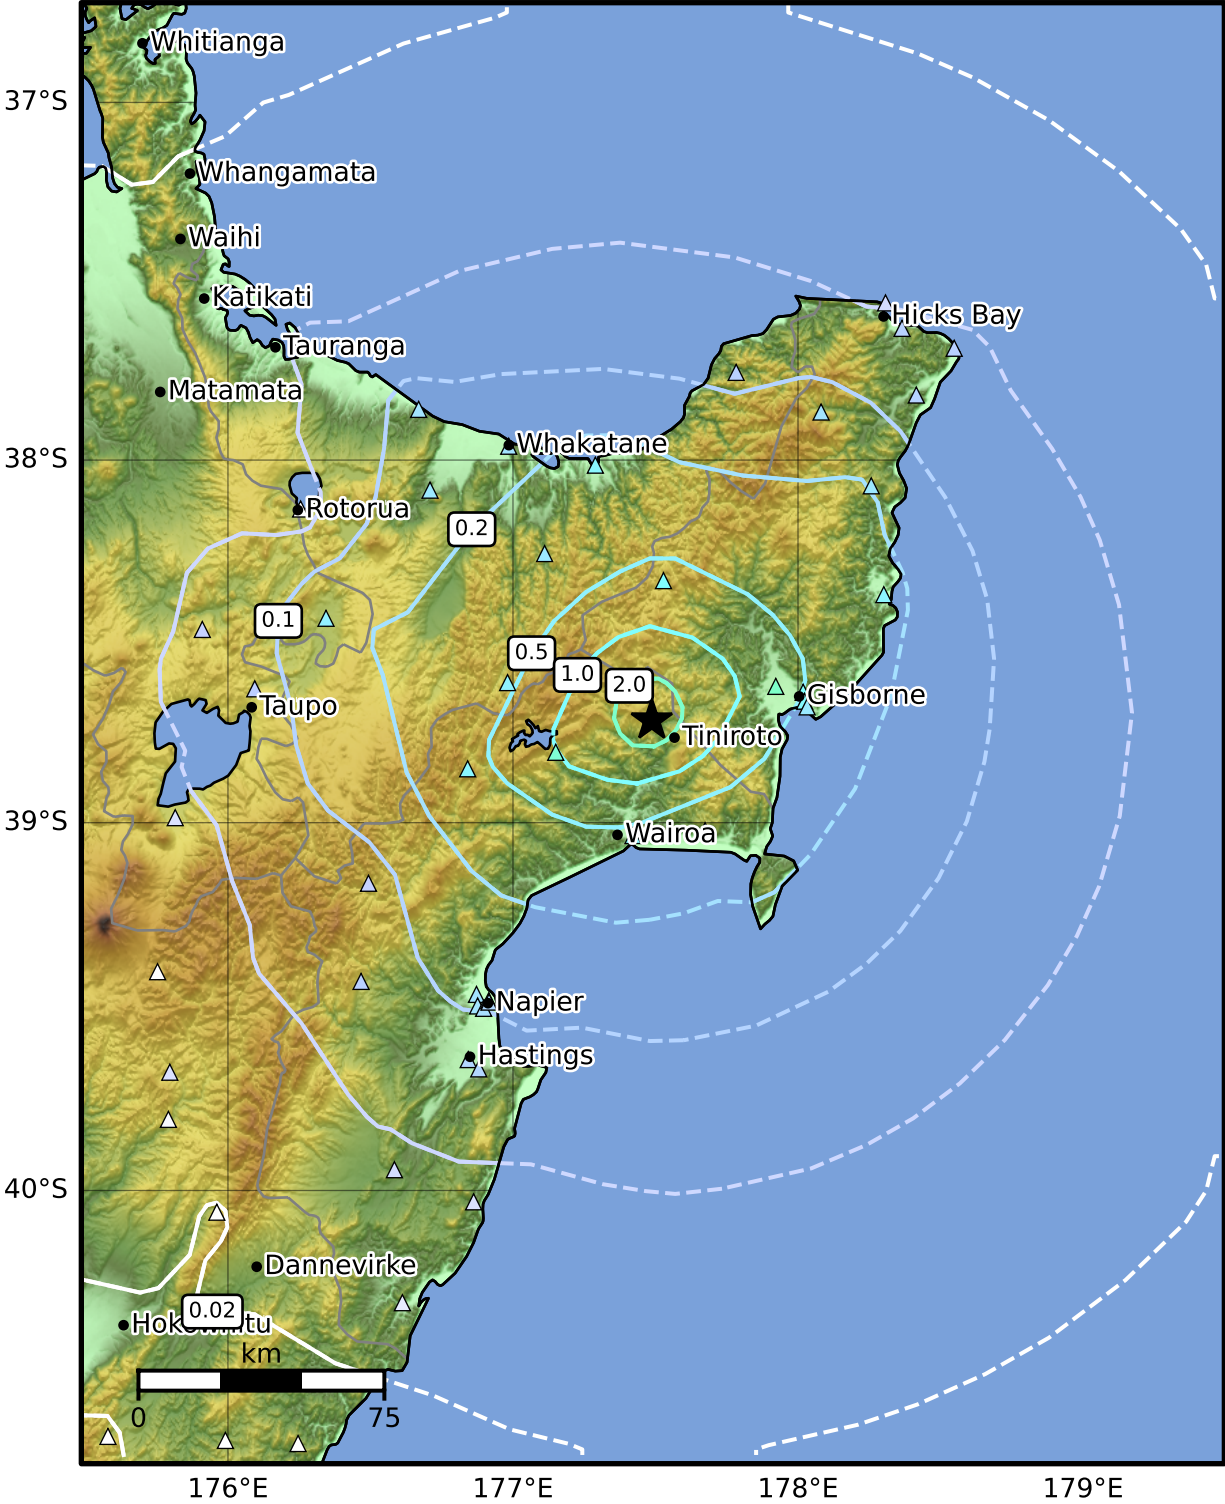 Whitianga
37°S
Whangamata
Waihi
Katikati
Hicks Bay
Tauranga
Matamata
Whakatane
38°S
Rotorua
0.2
0.1
0.5
1.0
2.0
Gisborne
Taupo
Tiniroto
39°S
Wairoa
Napier
Hastings
40°S
Dannevirke
0.02
km
0
75
176°E
177°E
178°E
179°E